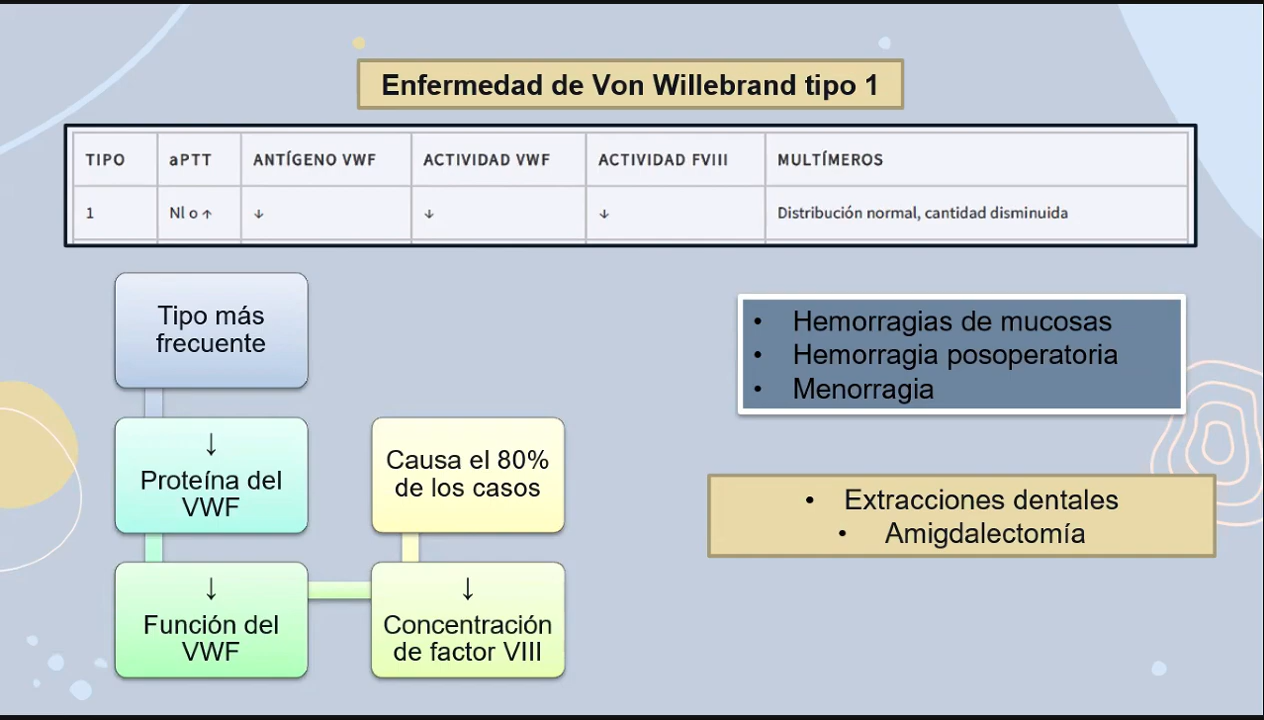 Enfermedad de Von Willebrand tipo 1
TIPO aPTT ANTÍGENO VWF ACTIVIDAD VWF ACTIVIDAD FVIII MULTÍMEROS
1 Nl o ↑ ↓ ↓ ↓ Distribución normal, cantidad disminuida
Tipo más
frecuente
↓
Proteína del
VWF
↓
Función del
VWF
↓
Concentración
de factor VIII
Causa el 80%
de los casos
• Hemorragias de mucosas
• Hemorragia posoperatoria
• Menorragia
• Extracciones dentales
• Amigdalectomía